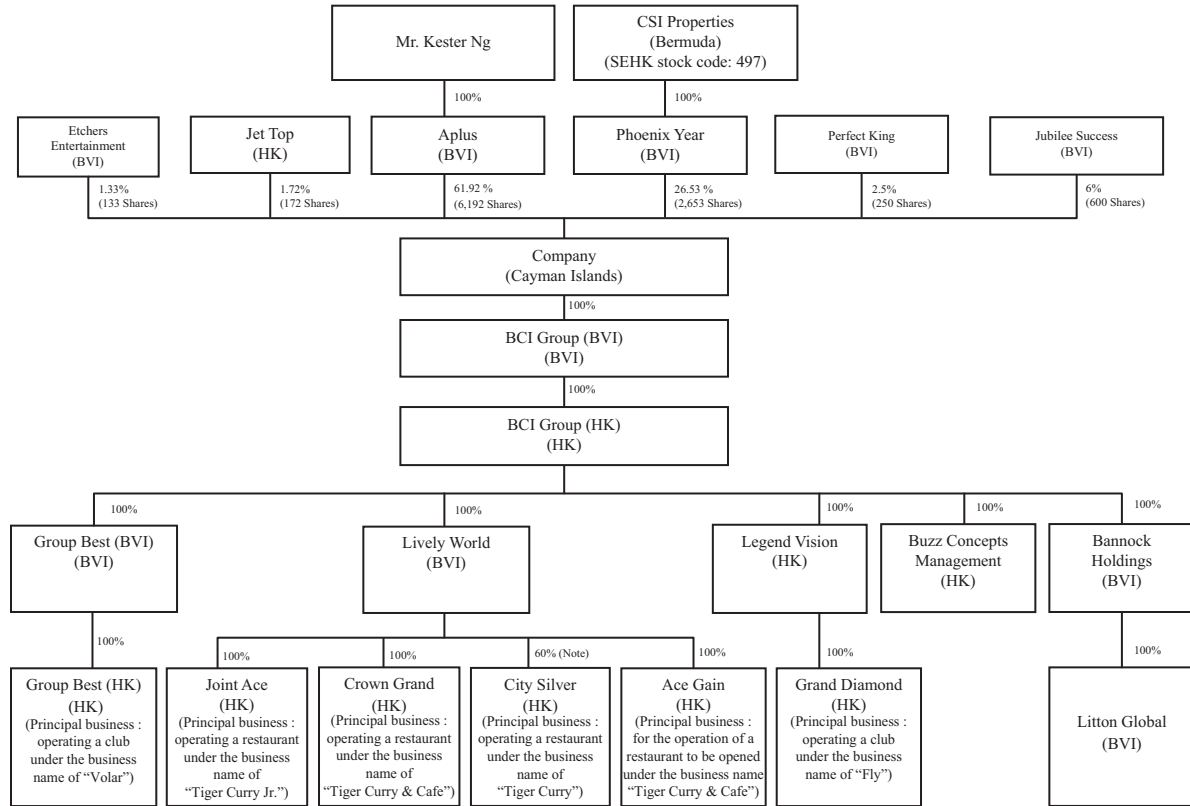 Mr. Kester Ng
CSI Properties
(Bermuda)
(SEHK stock code: 497)
100%
100%
Etchers
Entertainment
(BVI)
Jet Top
(HK)
Aplus
(BVI)
Phoenix Year
(BVI)
Perfect King
(BVI)
Jubilee Success
(BVI)
1.33%
(133 Shares)
1.72%
(172 Shares)
61.92 %
(6,192 Shares)
26.53 %
(2,653 Shares)
2.5%
(250 Shares)
6%
(600 Shares)
Company
(Cayman Islands)
100%
BCI Group (BVI)
(BVI)
100%
BCI Group (HK)
(HK)
100%
100%
100%
100%
100%
Group Best (BVI)
(BVI)
Lively World
(BVI)
Legend Vision
(HK)
Buzz Concepts
Management
(HK)
Bannock
Holdings
(BVI)
100%
100%
100%
60% (Note)
100%
100%
100%
Group Best (HK)
(HK)
(Principal business :
operating a club
under the business
name of “Volar”)
Joint Ace
(HK)
(Principal business :
operating a restaurant
under the business
name of
“Tiger Curry Jr.”)
Crown Grand
(HK)
(Principal business :
operating a restaurant
under the business
name of
“Tiger Curry & Cafe”)
City Silver
(HK)
(Principal business :
operating a restaurant
under the business
name of
“Tiger Curry”)
Ace Gain
(HK)
(Principal business :
for the operation of a
restaurant to be opened
under the business name
“Tiger Curry & Cafe”)
Grand Diamond
(HK)
(Principal business :
operating a club
under the business
name of “Fly”)
Litton Global
(BVI)